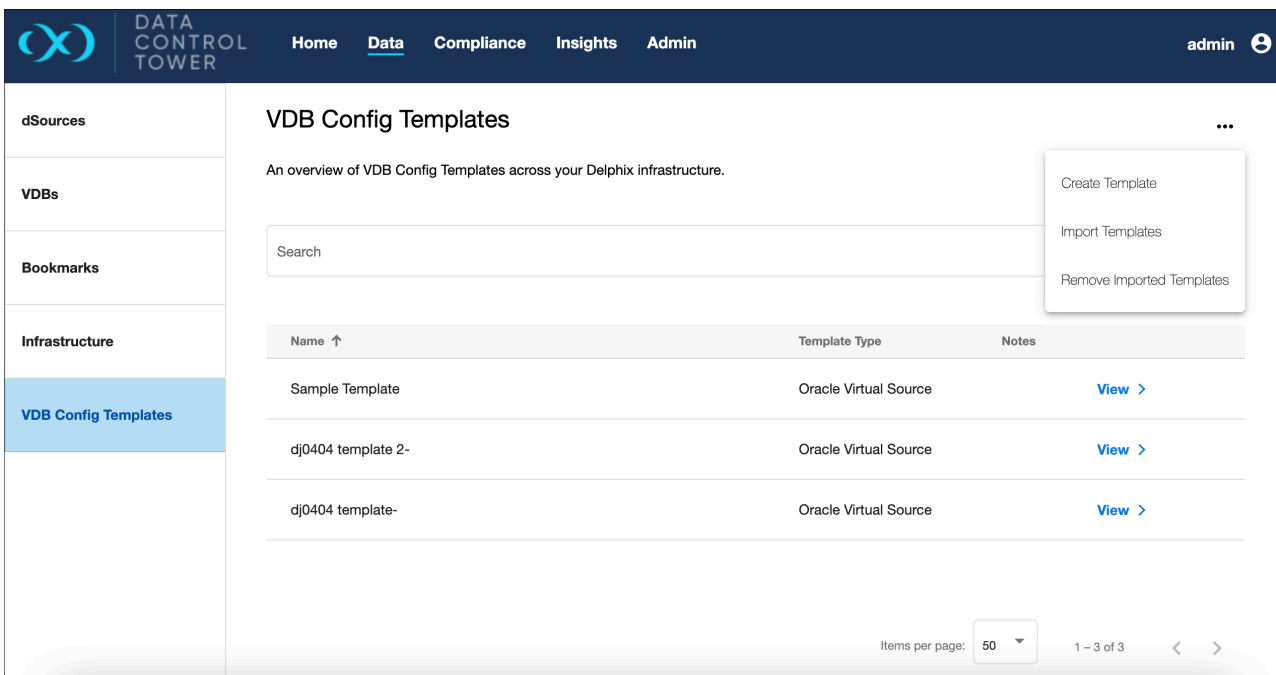 DATA
CONTROL
TOWER
Home Data Compliance Insights Admin
admin
dSources
VDBs
Bookmarks
Infrastructure
VDB Config Templates
VDB Config Templates
An overview of VDB Config Templates across your Delphix infrastructure.
Create Template
Import Templates
Remove Imported Templates
Search
Name Template Type Notes
Sample Template Oracle Virtual Source View
dj0404 template 2- Oracle Virtual Source View
dj0404 template- Oracle Virtual Source View
Items per page: 50 1 – 3 of 3